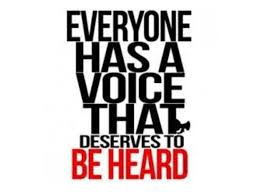 EVERYONE
HAS A
VOICE
THAT
DESERVES TO
BE HEARD